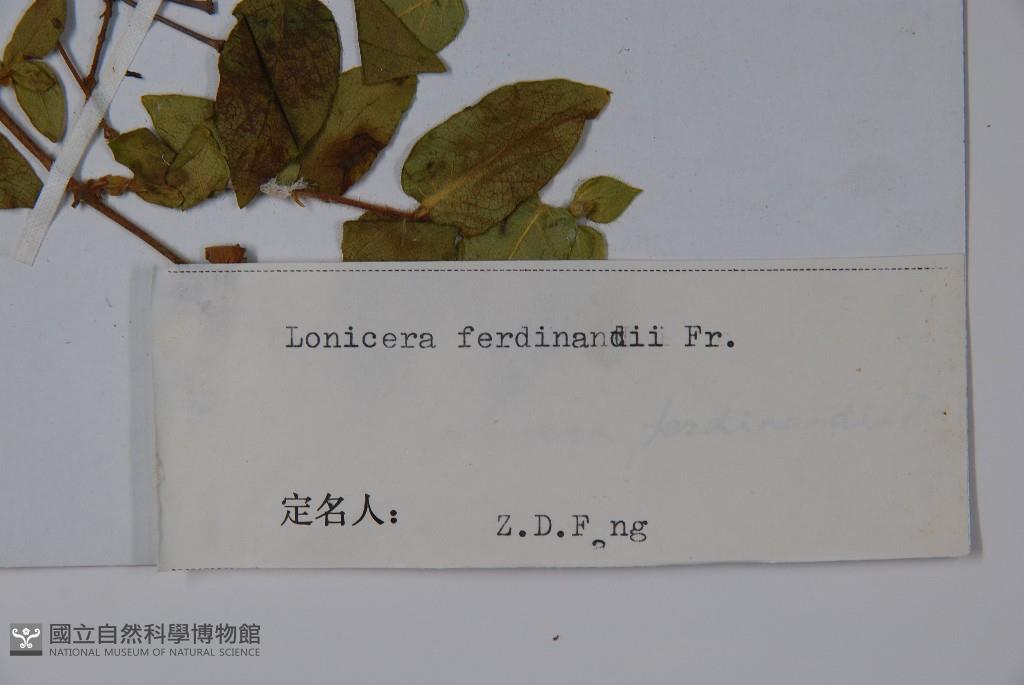 Lonicera ferdinandii Fr.
ferdinandii
定名人：
Z.D.Fang
國立自然科學博物館
NATIONAL MUSEUM OF NATURAL SCIENCE